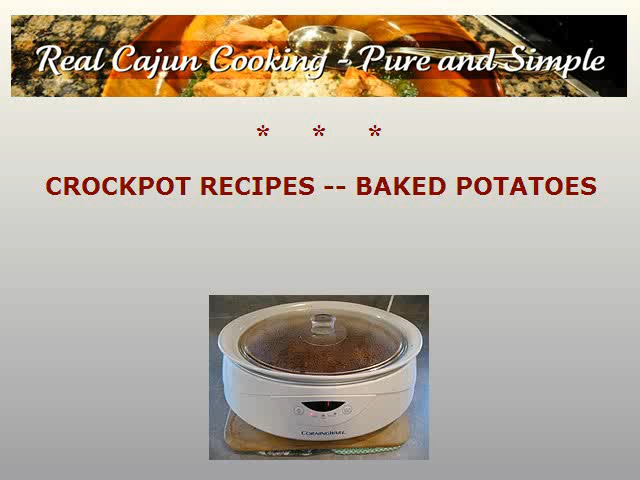 Real Cajun Cooking - Pure and Simple
* * *
CROCKPOT RECIPES -- BAKED POTATOES
CORNINGWARE